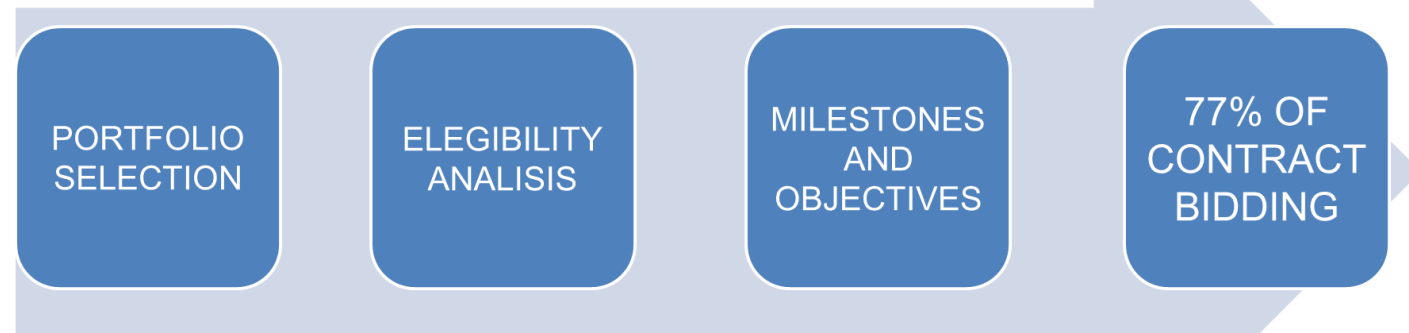 PORTFOLIO
SELECTION
ELEGIBILITY
ANALISIS
MILESTONES
AND
OBJECTIVES
77% OF
CONTRACT
BIDDING